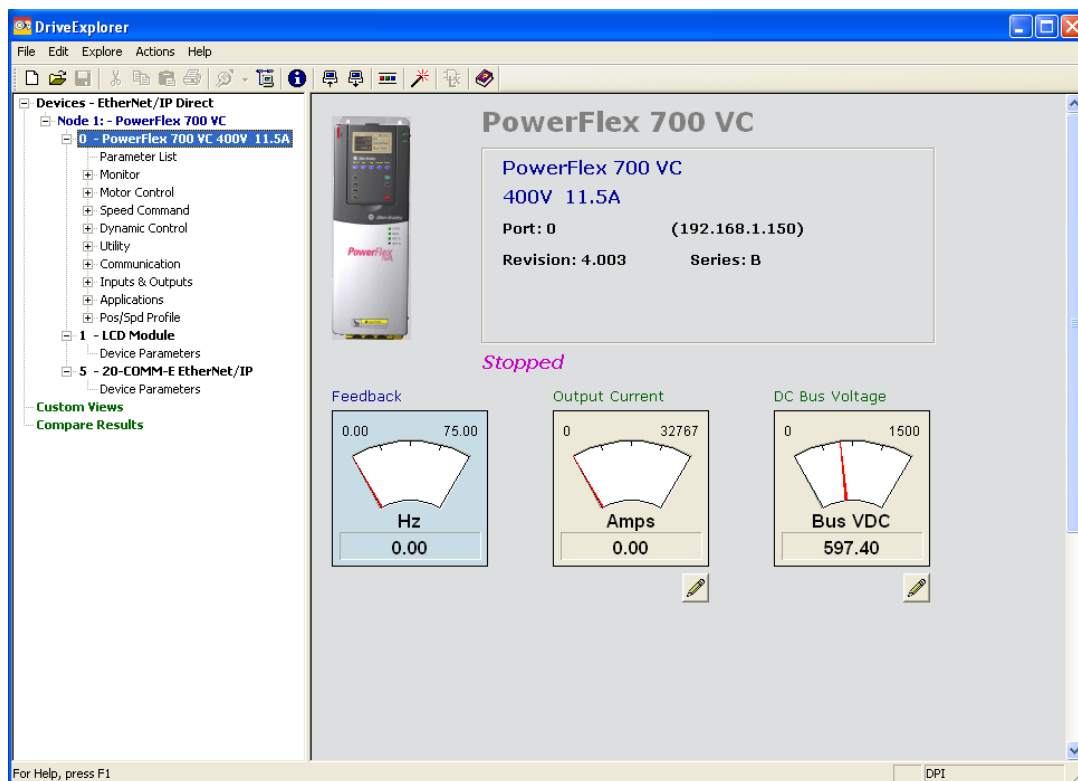 DriveExplorer
File Edit Explore Actions Help
Devices - EtherNet/IP Direct
Node 1: - PowerFlex 700 VC
0 - PowerFlex 700 VC 400V 11.5A
Parameter List
Monitor
Motor Control
Speed Command
Dynamic Control
Utility
Communication
Inputs & Outputs
Applications
Pos/Spd Profile
1 - LCD Module
Device Parameters
5 - 20-COMM-E EtherNet/IP
Device Parameters
Custom Views
Compare Results
PowerFlex
PowerFlex 700 VC
PowerFlex 700 VC
400V 11.5A
Port: 0 (192.168.1.150)
Revision: 4.003 Series: B
Stopped
Feedback
0.00 75.00
Hz
0.00
Output Current
0 32767
Amps
0.00
DC Bus Voltage
0 1500
Bus VDC
597.40
For Help, press F1
DPI